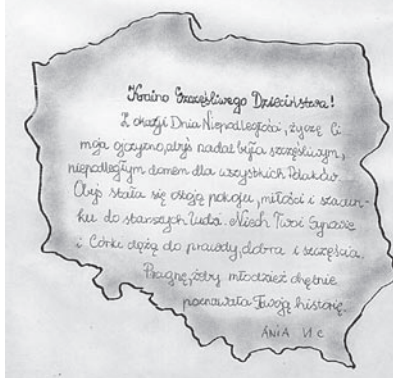 Kraino Szczęśliwego Dzieciństwa!
Z okazji Dnia Niepodległości, życzę Ci
moja ojczyzno, abyś nadal była szczęśliwym,
niepodległym domem dla wszystkich Polaków.
Obyś stała się ostoją pokoju, miłości i szacun-
ku do starszych ludzi. Niech Twoi Synowie
i Córki dążą do prawdy, dobra i szczęścia.
Pragnę, żeby młodzież chętnie
poznawała Twoją historię.
ANIA VI c